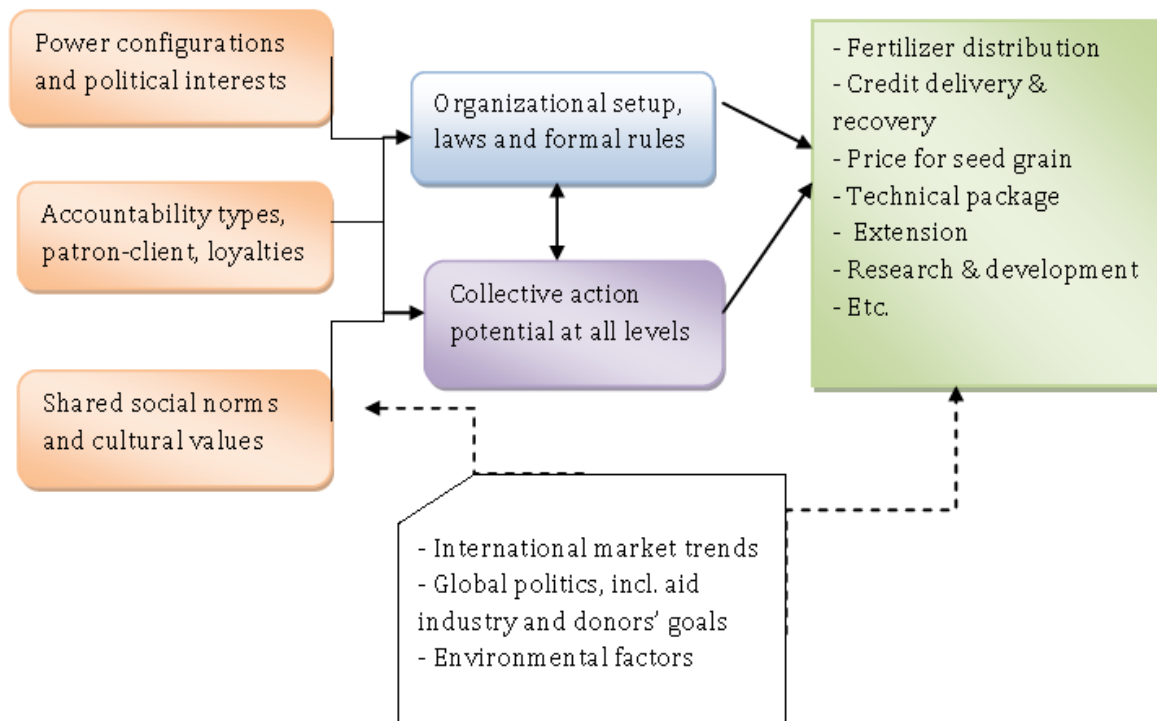 Power configurations
and political interests
Accountability types,
patron-client, loyalties
Shared social norms
and cultural values
Organizational setup,
laws and formal rules
Collective action
potential at all levels
- Fertilizer distribution
- Credit delivery &
recovery
- Price for seed grain
- Technical package
- Extension
- Research & development
- Etc.
- International market trends
- Global politics, incl. aid
industry and donors’ goals
- Environmental factors